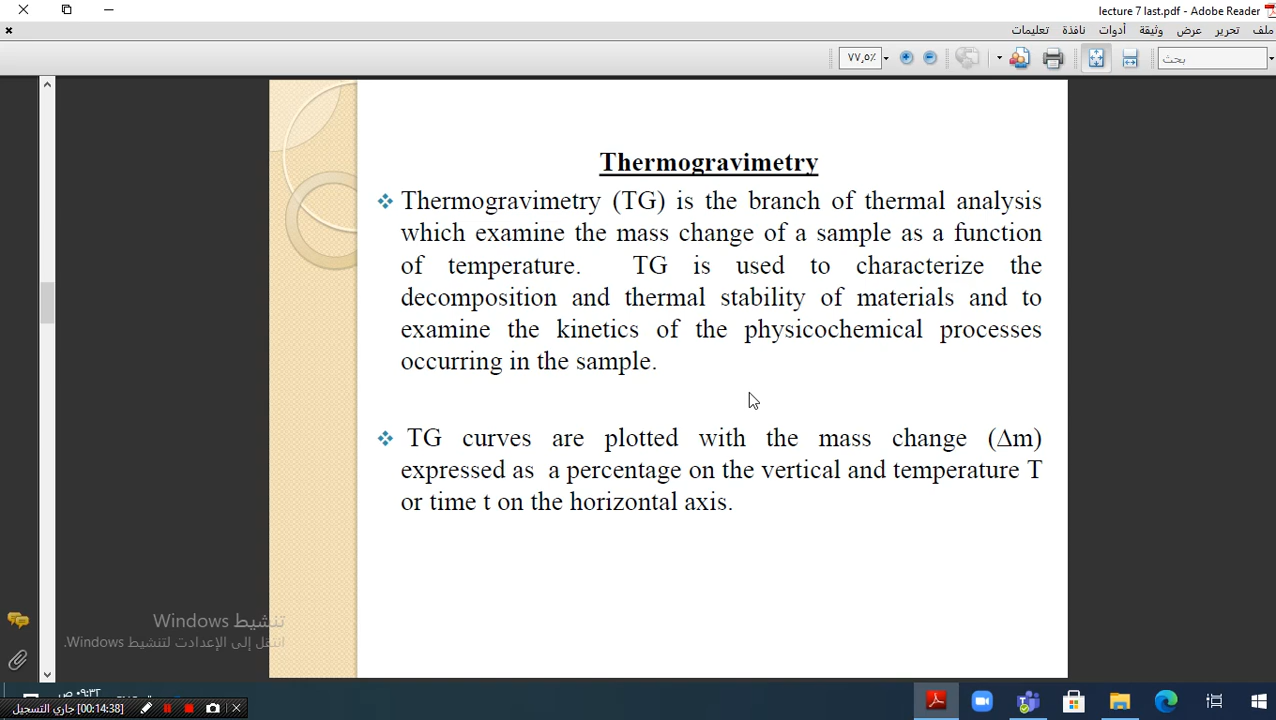 lecture 7 last.pdf - Adobe Reader
ملف تحرير عرض وثيقة أدوات نافذة تعليمات
٧٧,٥٪
بحث
Thermogravimetry
Thermogravimetry (TG) is the branch of thermal analysis
which examine the mass change of a sample as a function
of temperature. TG is used to characterize the
decomposition and thermal stability of materials and to
examine the kinetics of the physicochemical processes
occurring in the sample.
TG curves are plotted with the mass change (Δm)
expressed as a percentage on the vertical and temperature T
or time t on the horizontal axis.
تنشيط Windows
انتقل إلى الإعدادت لتنشيط Windows.
٠٩:٣٢ ص
جاري التسجيل [00:14:38]